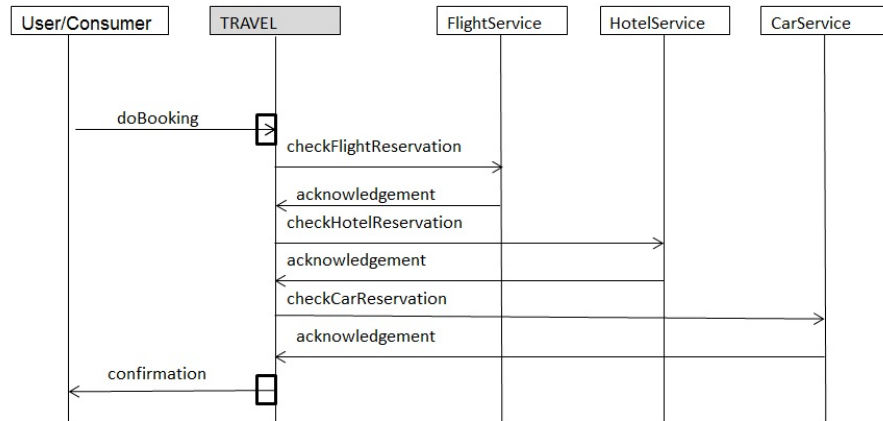 User/Consumer
TRAVEL
FlightService
HotelService
CarService
doBooking
checkFlightReservation
acknowledgement
checkHotelReservation
acknowledgement
checkCarReservation
acknowledgement
confirmation